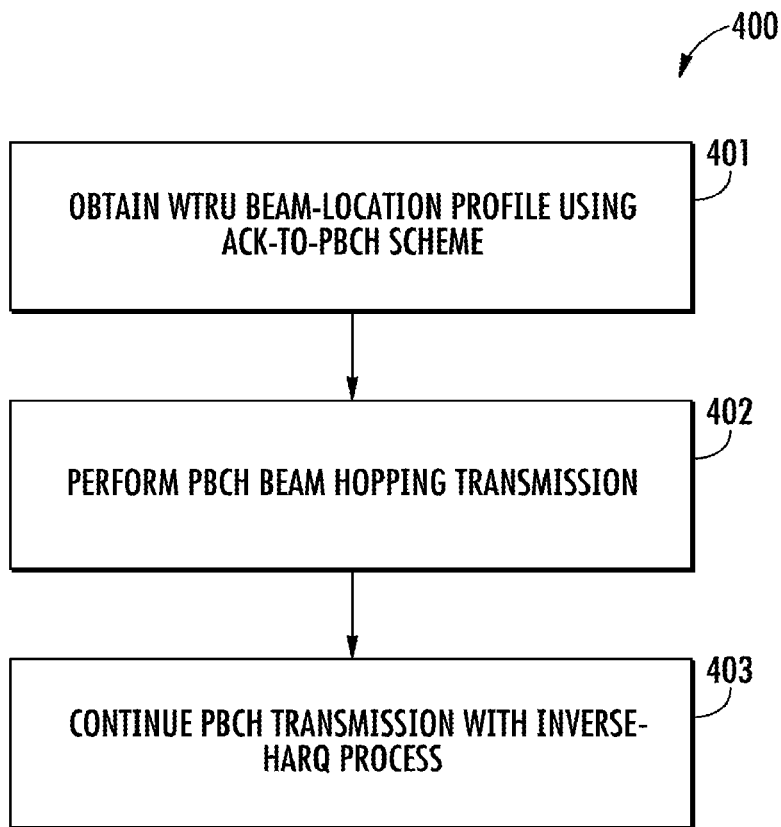 400
401
OBTAIN WTRU BEAM-LOCATION PROFILE USING
ACK-TO-PBCH SCHEME
402
PERFORM PBCH BEAM HOPPING TRANSMISSION
403
CONTINUE PBCH TRANSMISSION WITH INVERSE-
HARQ PROCESS